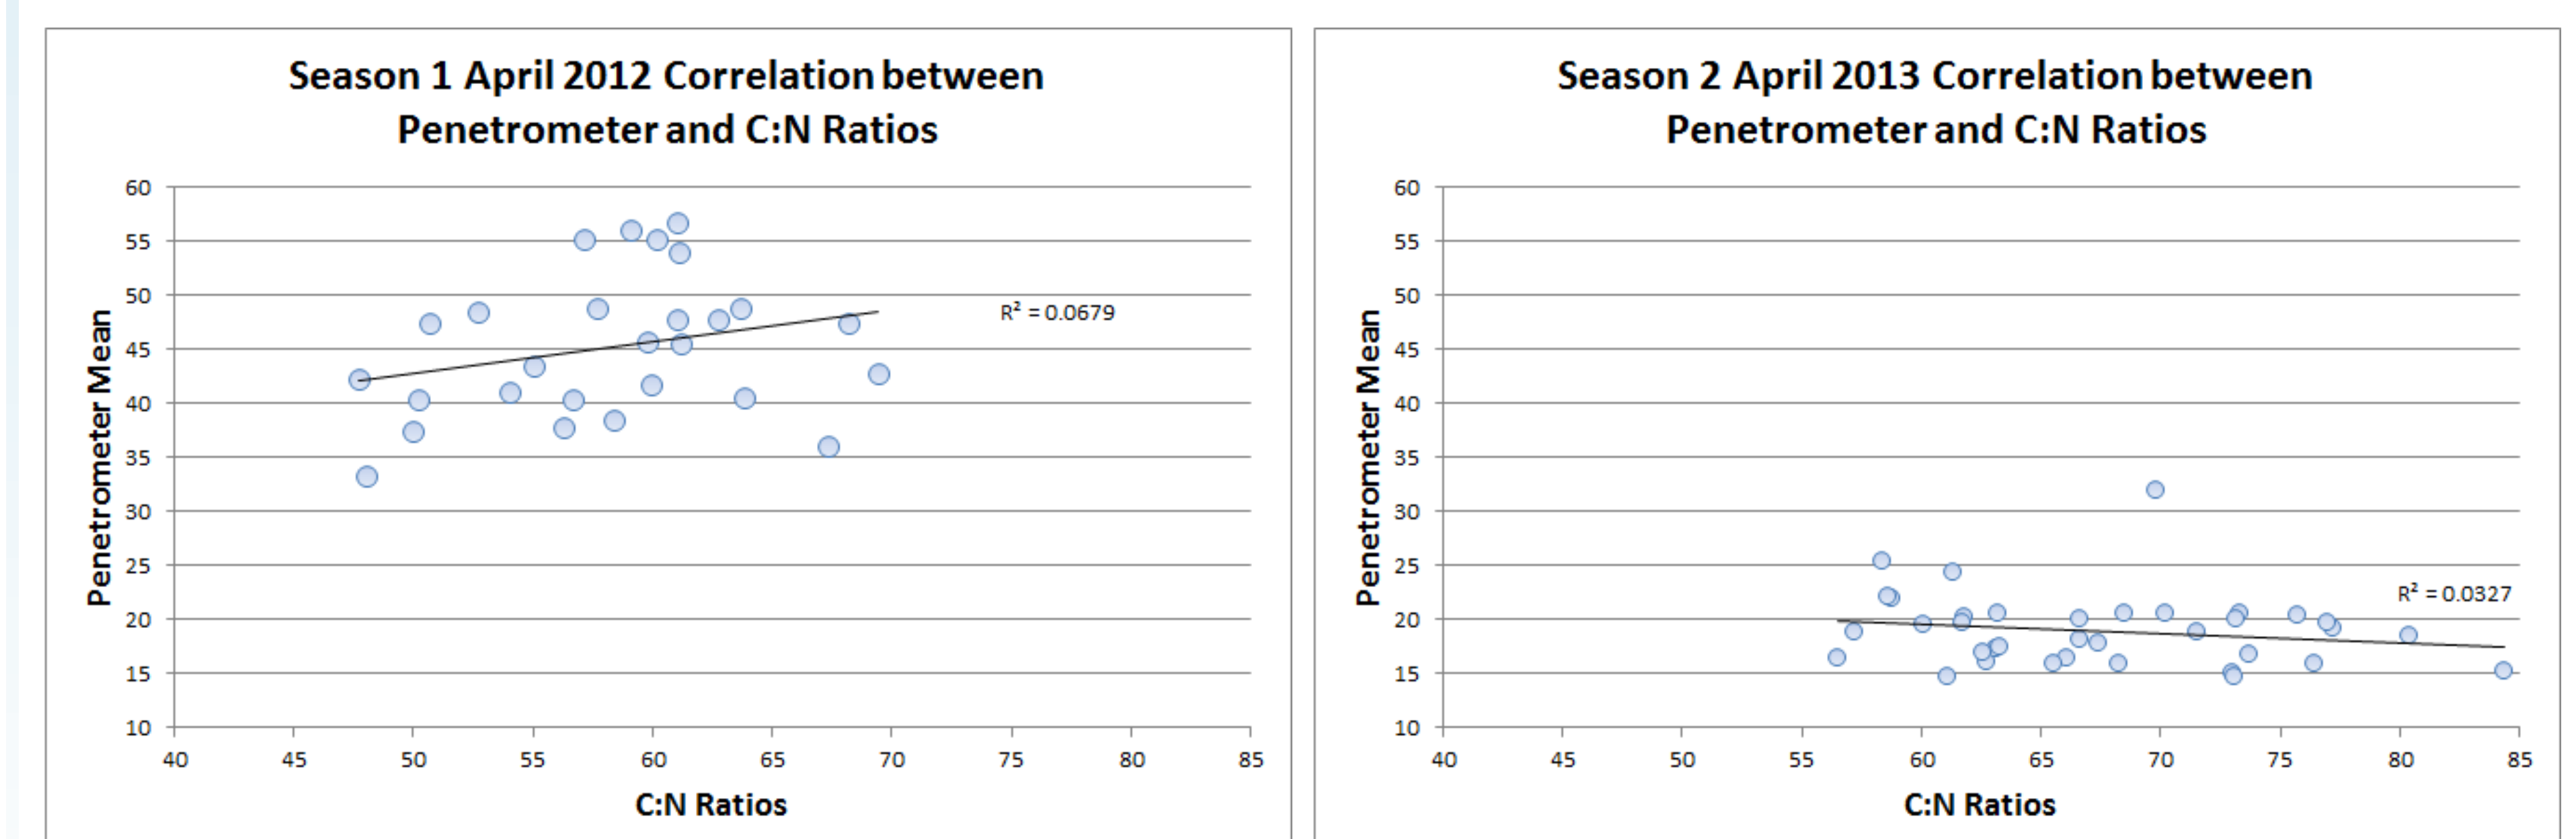 Season 1 April 2012 Correlation between
Penetrometer and C:N Ratios
60
55
50
45
40
35
30
25
20
15
10
Penetrometer Mean
R² = 0.0679
40 45 50 55 60 65 70 75 80 85
C:N Ratios
Season 2 April 2013 Correlation between
Penetrometer and C:N Ratios
60
55
50
45
40
35
30
25
20
15
10
Penetrometer Mean
R² = 0.0327
40 45 50 55 60 65 70 75 80 85
C:N Ratios